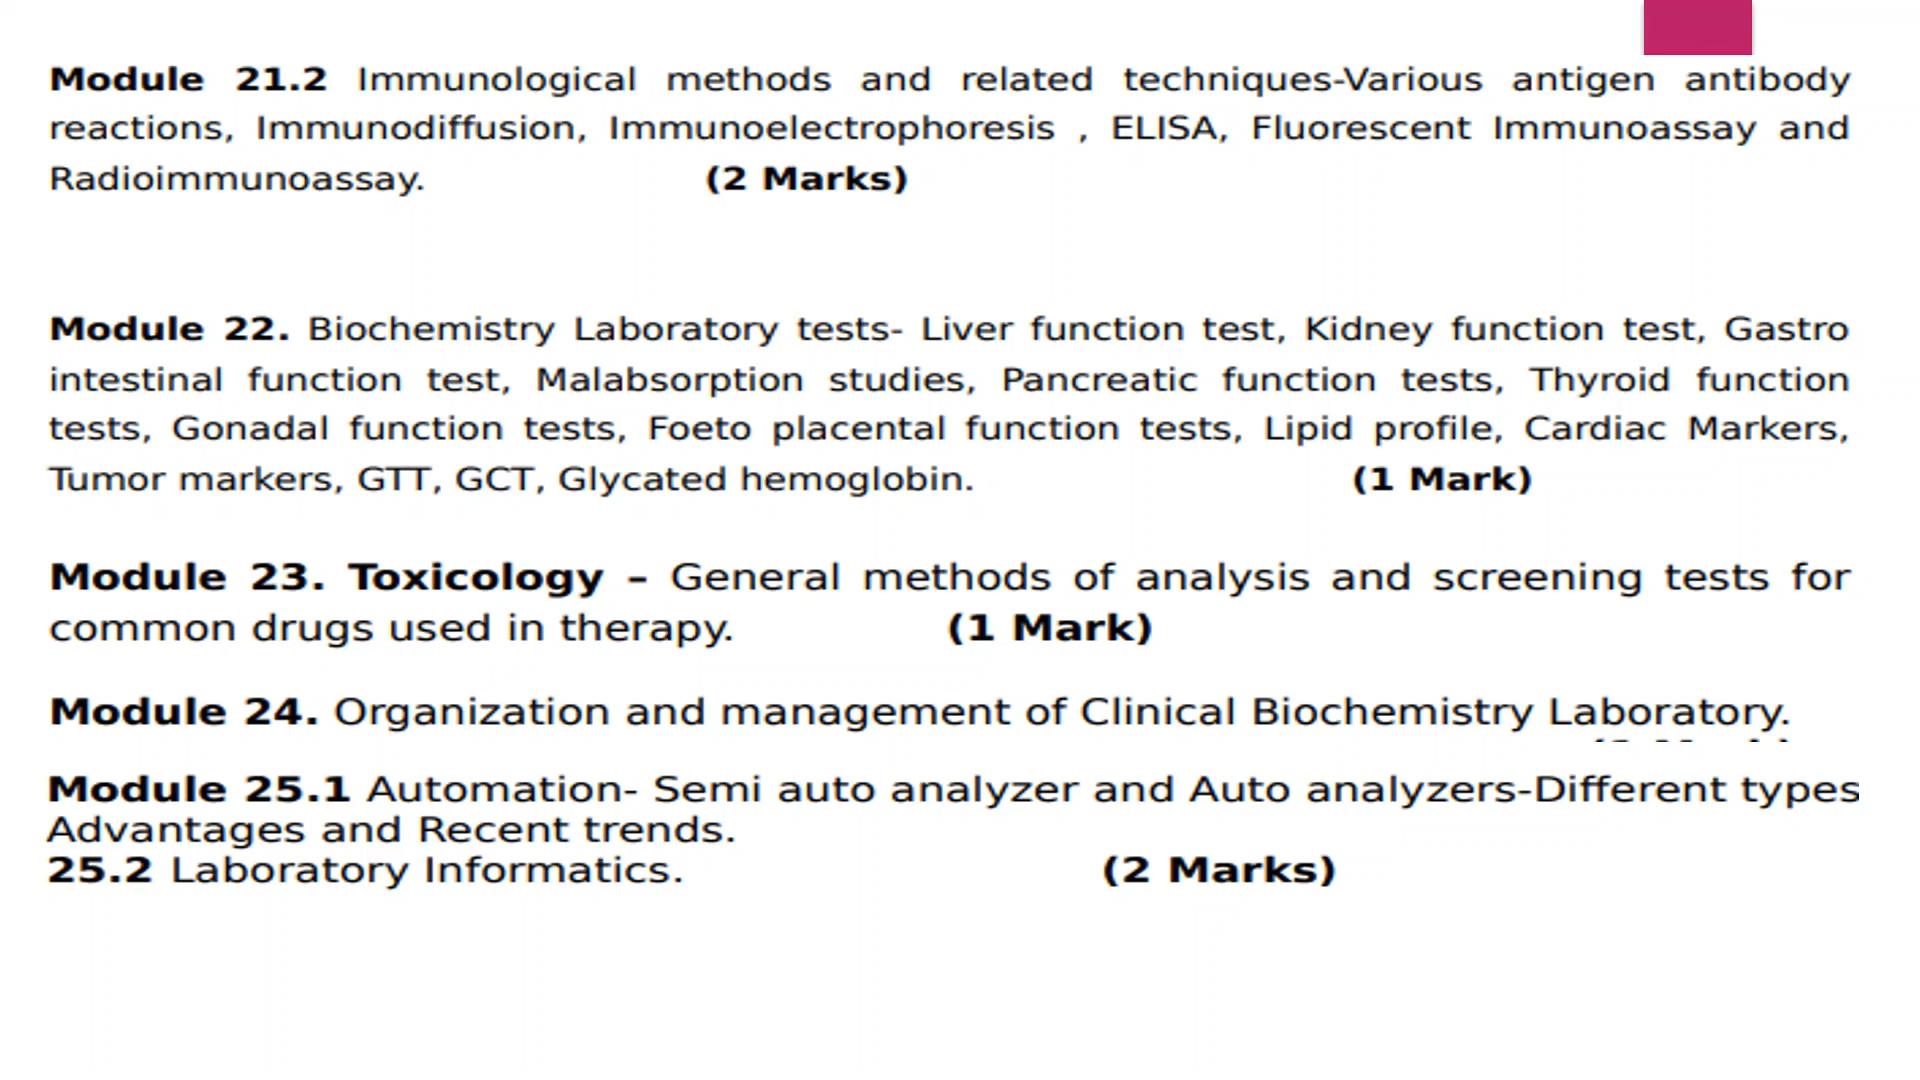 Module 21.2 Immunological methods and related techniques-Various antigen antibody
reactions, Immunodiffusion, Immunoelectrophoresis , ELISA, Fluorescent Immunoassay and
Radioimmunoassay. (2 Marks)
Module 22. Biochemistry Laboratory tests- Liver function test, Kidney function test, Gastro
intestinal function test, Malabsorption studies, Pancreatic function tests, Thyroid function
tests, Gonadal function tests, Foeto placental function tests, Lipid profile, Cardiac Markers,
Tumor markers, GTT, GCT, Glycated hemoglobin. (1 Mark)
Module 23. Toxicology – General methods of analysis and screening tests for
common drugs used in therapy. (1 Mark)
Module 24. Organization and management of Clinical Biochemistry Laboratory.
Module 25.1 Automation- Semi auto analyzer and Auto analyzers-Different types
Advantages and Recent trends.
25.2 Laboratory Informatics. (2 Marks)